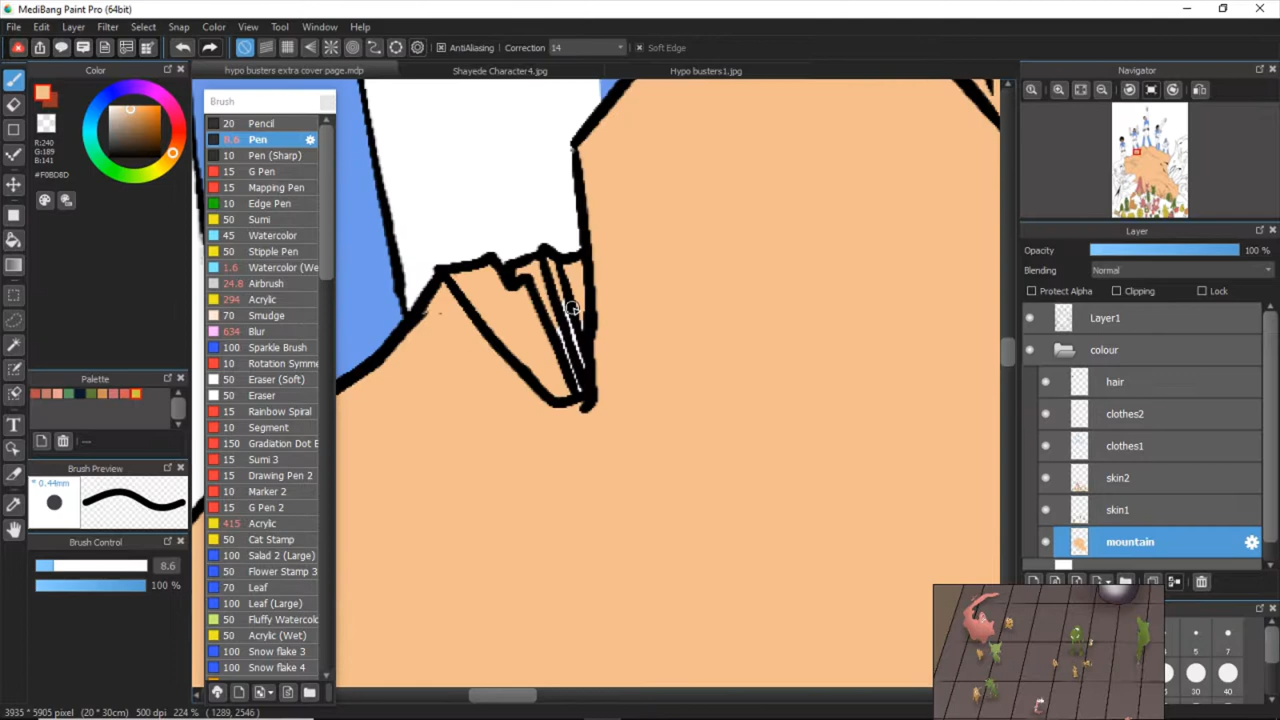 MediBang Paint Pro (64bit)
File Edit Layer Filter Select Snap Color View Tool Window Help
AntiAliasing Correction 14 Soft Edge
hypo busters extra cover page.mdp Shayede Character4.jpg Hypo busters1.jpg
Color
R:240
G:189
B:141
#F0BD8D
Palette
---
Brush Preview
* 0.44mm
Brush Control
8.6
100 %
Brush
20 Pencil
8.6 Pen
10 Pen (Sharp)
15 G Pen
15 Mapping Pen
10 Edge Pen
50 Sumi
45 Watercolor
50 Stipple Pen
1.6 Watercolor (We
24.8 Airbrush
294 Acrylic
70 Smudge
634 Blur
100 Sparkle Brush
10 Rotation Symme
50 Eraser (Soft)
50 Eraser
15 Rainbow Spiral
10 Segment
150 Gradiation Dot E
15 Sumi 3
15 Drawing Pen 2
10 Marker 2
15 G Pen 2
415 Acrylic
50 Cat Stamp
100 Salad 2 (Large)
50 Flower Stamp 3
70 Leaf
100 Leaf (Large)
50 Fluffy Watercolo
50 Acrylic (Wet)
100 Snow flake 3
100 Snow flake 4
Navigator
Layer
Opacity 100 %
Blending Normal
Protect Alpha Clipping Lock
Layer1
colour
hair
clothes2
clothes1
skin2
skin1
mountain
5 7
30 40
3935 * 5905 pixel (20 * 30cm) 500 dpi 224 % ( 1289, 2546 )